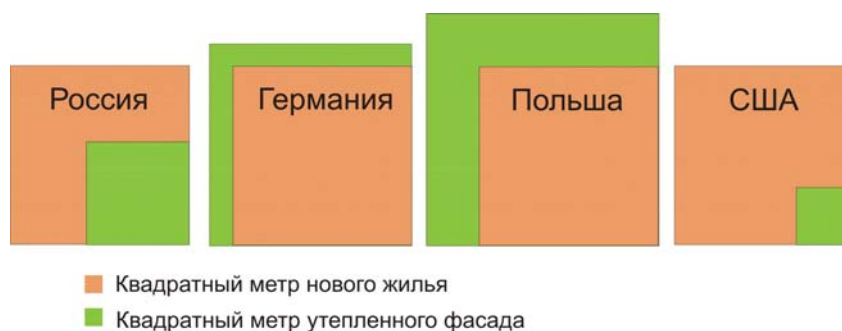 Россия
Германия
Польша
США
Квадратный метр нового жилья
Квадратный метр утепленного фасада